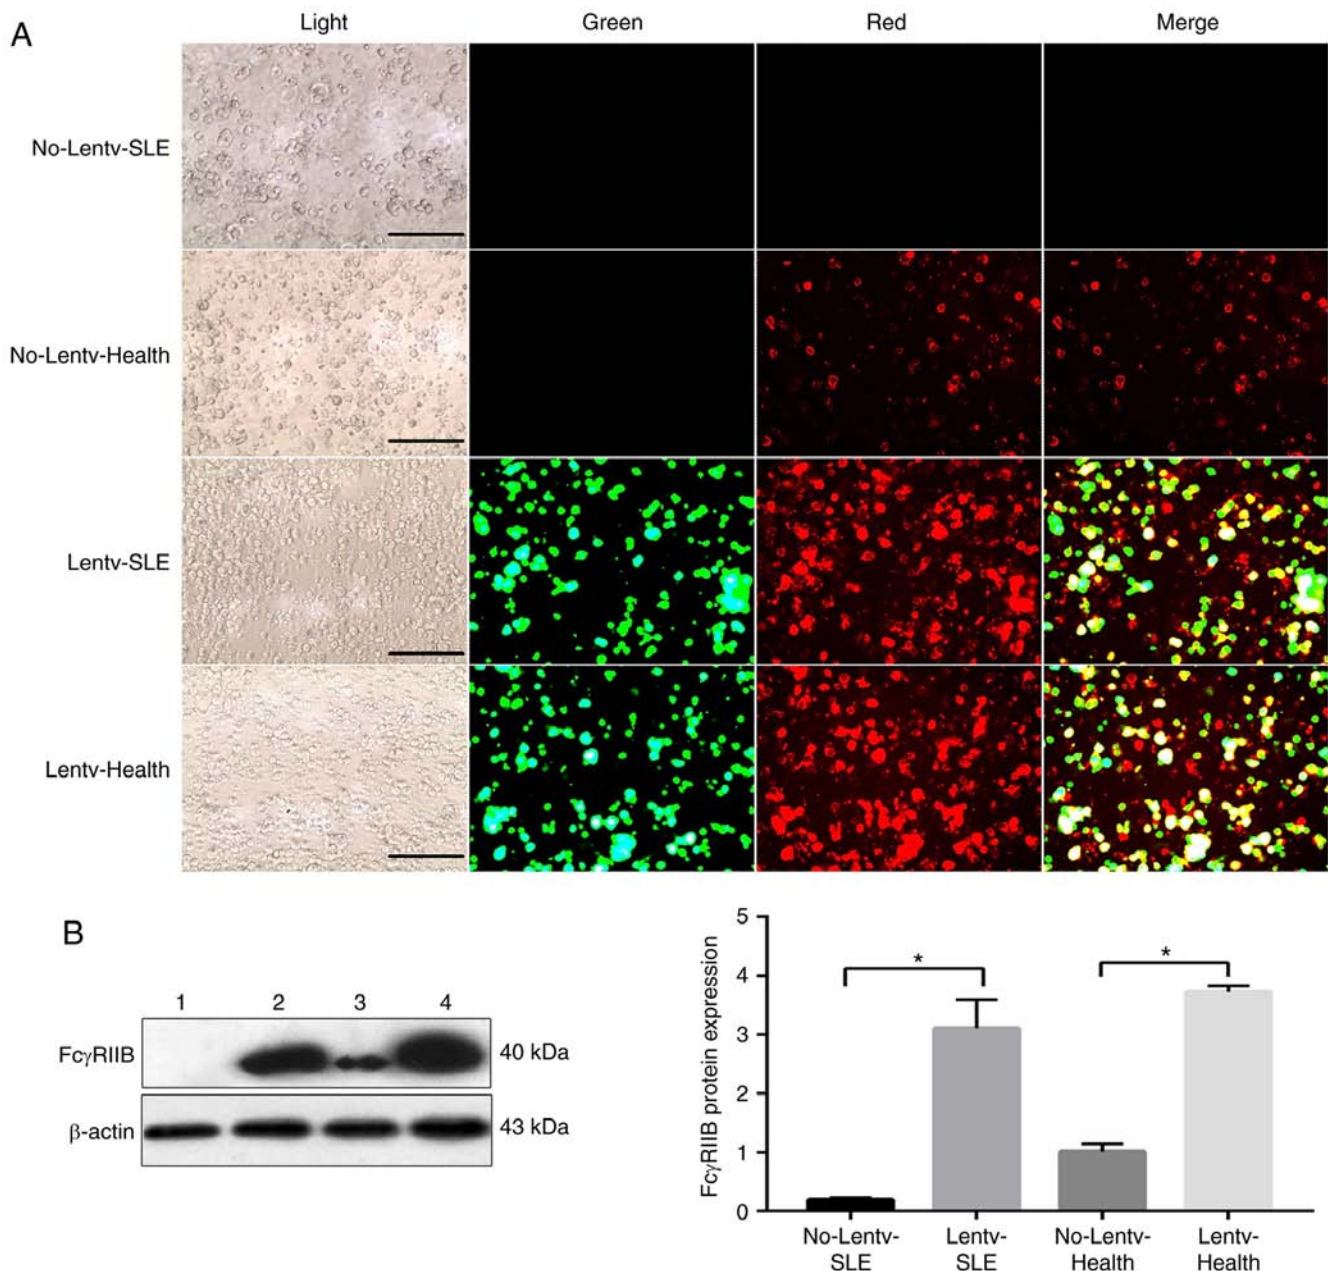 A
Light Green Red Merge
No-Lentv-SLE
No-Lentv-Health
Lentv-SLE
Lentv-Health
B
1 2 3 4
FcγRIIB
40 kDa
β-actin
43 kDa
FcγRIIB protein expression
5
4
3
2
1
0
*
*
No-Lentv-
SLE
Lentv-
SLE
No-Lentv-
Health
Lentv-
Health